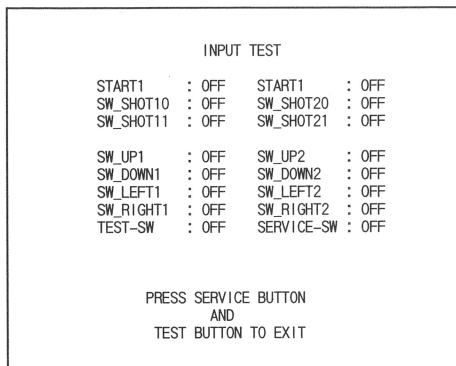 INPUT TEST
START1 : OFF START1 : OFF
SW_SHOT10 : OFF SW_SHOT20 : OFF
SW_SHOT11 : OFF SW_SHOT21 : OFF
SW_UP1 : OFF SW_UP2 : OFF
SW_DOWN1 : OFF SW_DOWN2 : OFF
SW_LEFT1 : OFF SW_LEFT2 : OFF
SW_RIGHT1 : OFF SW_RIGHT2 : OFF
TEST-SW : OFF SERVICE-SW : OFF
PRESS SERVICE BUTTON
AND
TEST BUTTON TO EXIT